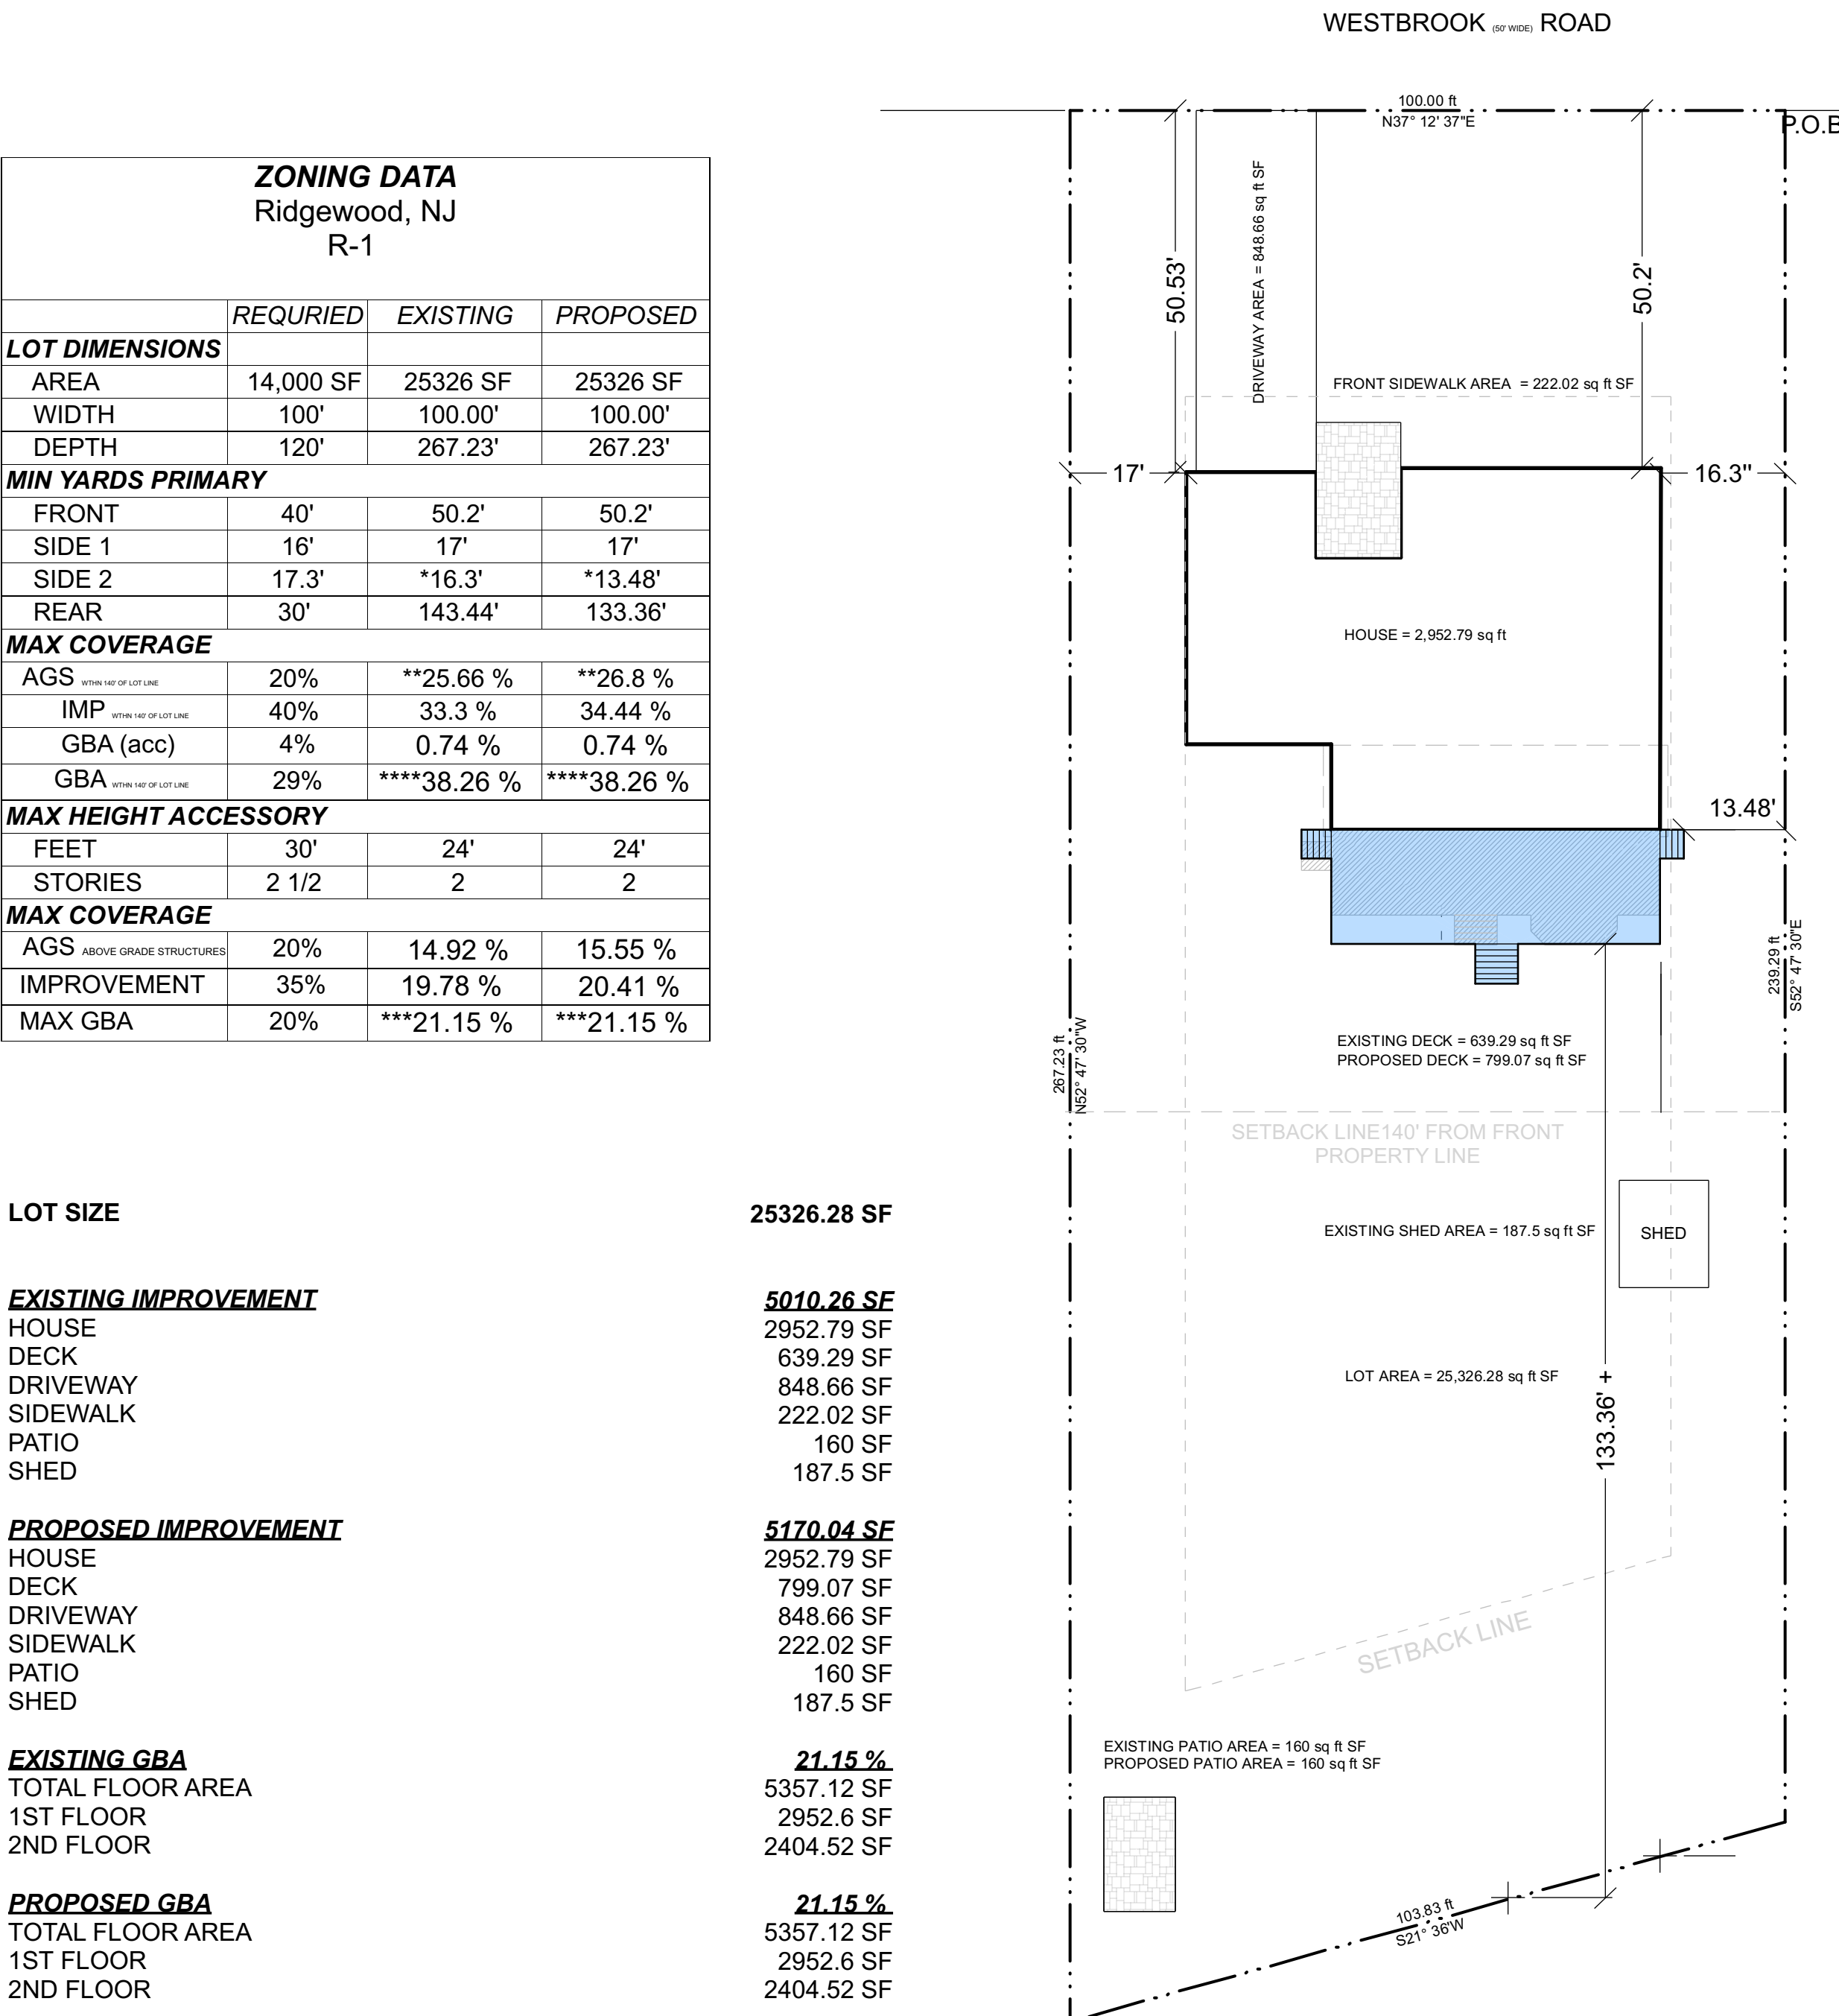 WESTBROOK (50' WIDE) ROAD
100.00 ft
N37° 12' 37"E
P.O.B
ZONING DATA
Ridgewood, NJ
R-1
REQURIED EXISTING PROPOSED
LOT DIMENSIONS
AREA 14,000 SF 25326 SF 25326 SF
WIDTH 100' 100.00' 100.00'
DEPTH 120' 267.23' 267.23'
MIN YARDS PRIMARY
FRONT 40' 50.2' 50.2'
SIDE 1 16' 17' 17'
SIDE 2 17.3' *16.3' *13.48'
REAR 30' 143.44' 133.36'
MAX COVERAGE
AGS WTHN 140' OF LOT LINE 20% **25.66 % **26.8 %
IMP WTHN 140' OF LOT LINE 40% 33.3 % 34.44 %
GBA (acc) 4% 0.74 % 0.74 %
GBA WTHN 140' OF LOT LINE 29% ****38.26 % ****38.26 %
MAX HEIGHT ACCESSORY
FEET 30' 24' 24'
STORIES 2 1/2 2 2
MAX COVERAGE
AGS ABOVE GRADE STRUCTURES 20% 14.92 % 15.55 %
IMPROVEMENT 35% 19.78 % 20.41 %
MAX GBA 20% ***21.15 % ***21.15 %
LOT SIZE 25326.28 SF
EXISTING IMPROVEMENT 5010.26 SF
HOUSE 2952.79 SF
DECK 639.29 SF
DRIVEWAY 848.66 SF
SIDEWALK 222.02 SF
PATIO 160 SF
SHED 187.5 SF
PROPOSED IMPROVEMENT 5170.04 SF
HOUSE 2952.79 SF
DECK 799.07 SF
DRIVEWAY 848.66 SF
SIDEWALK 222.02 SF
PATIO 160 SF
SHED 187.5 SF
EXISTING GBA 21.15 %
TOTAL FLOOR AREA 5357.12 SF
1ST FLOOR 2952.6 SF
2ND FLOOR 2404.52 SF
PROPOSED GBA 21.15 %
TOTAL FLOOR AREA 5357.12 SF
1ST FLOOR 2952.6 SF
2ND FLOOR 2404.52 SF
50.53'
DRIVEWAY AREA = 848.66 sq ft SF
50.2'
FRONT SIDEWALK AREA = 222.02 sq ft SF
17'
16.3"
HOUSE = 2,952.79 sq ft
13.48'
239.29 ft
S52° 47' 30"E
EXISTING DECK = 639.29 sq ft SF
PROPOSED DECK = 799.07 sq ft SF
267.23 ft
N52° 47' 30"W
SETBACK LINE140' FROM FRONT
PROPERTY LINE
EXISTING SHED AREA = 187.5 sq ft SF
SHED
LOT AREA = 25,326.28 sq ft SF
133.36' +
SETBACK LINE
EXISTING PATIO AREA = 160 sq ft SF
PROPOSED PATIO AREA = 160 sq ft SF
103.83 ft
S21° 36'W